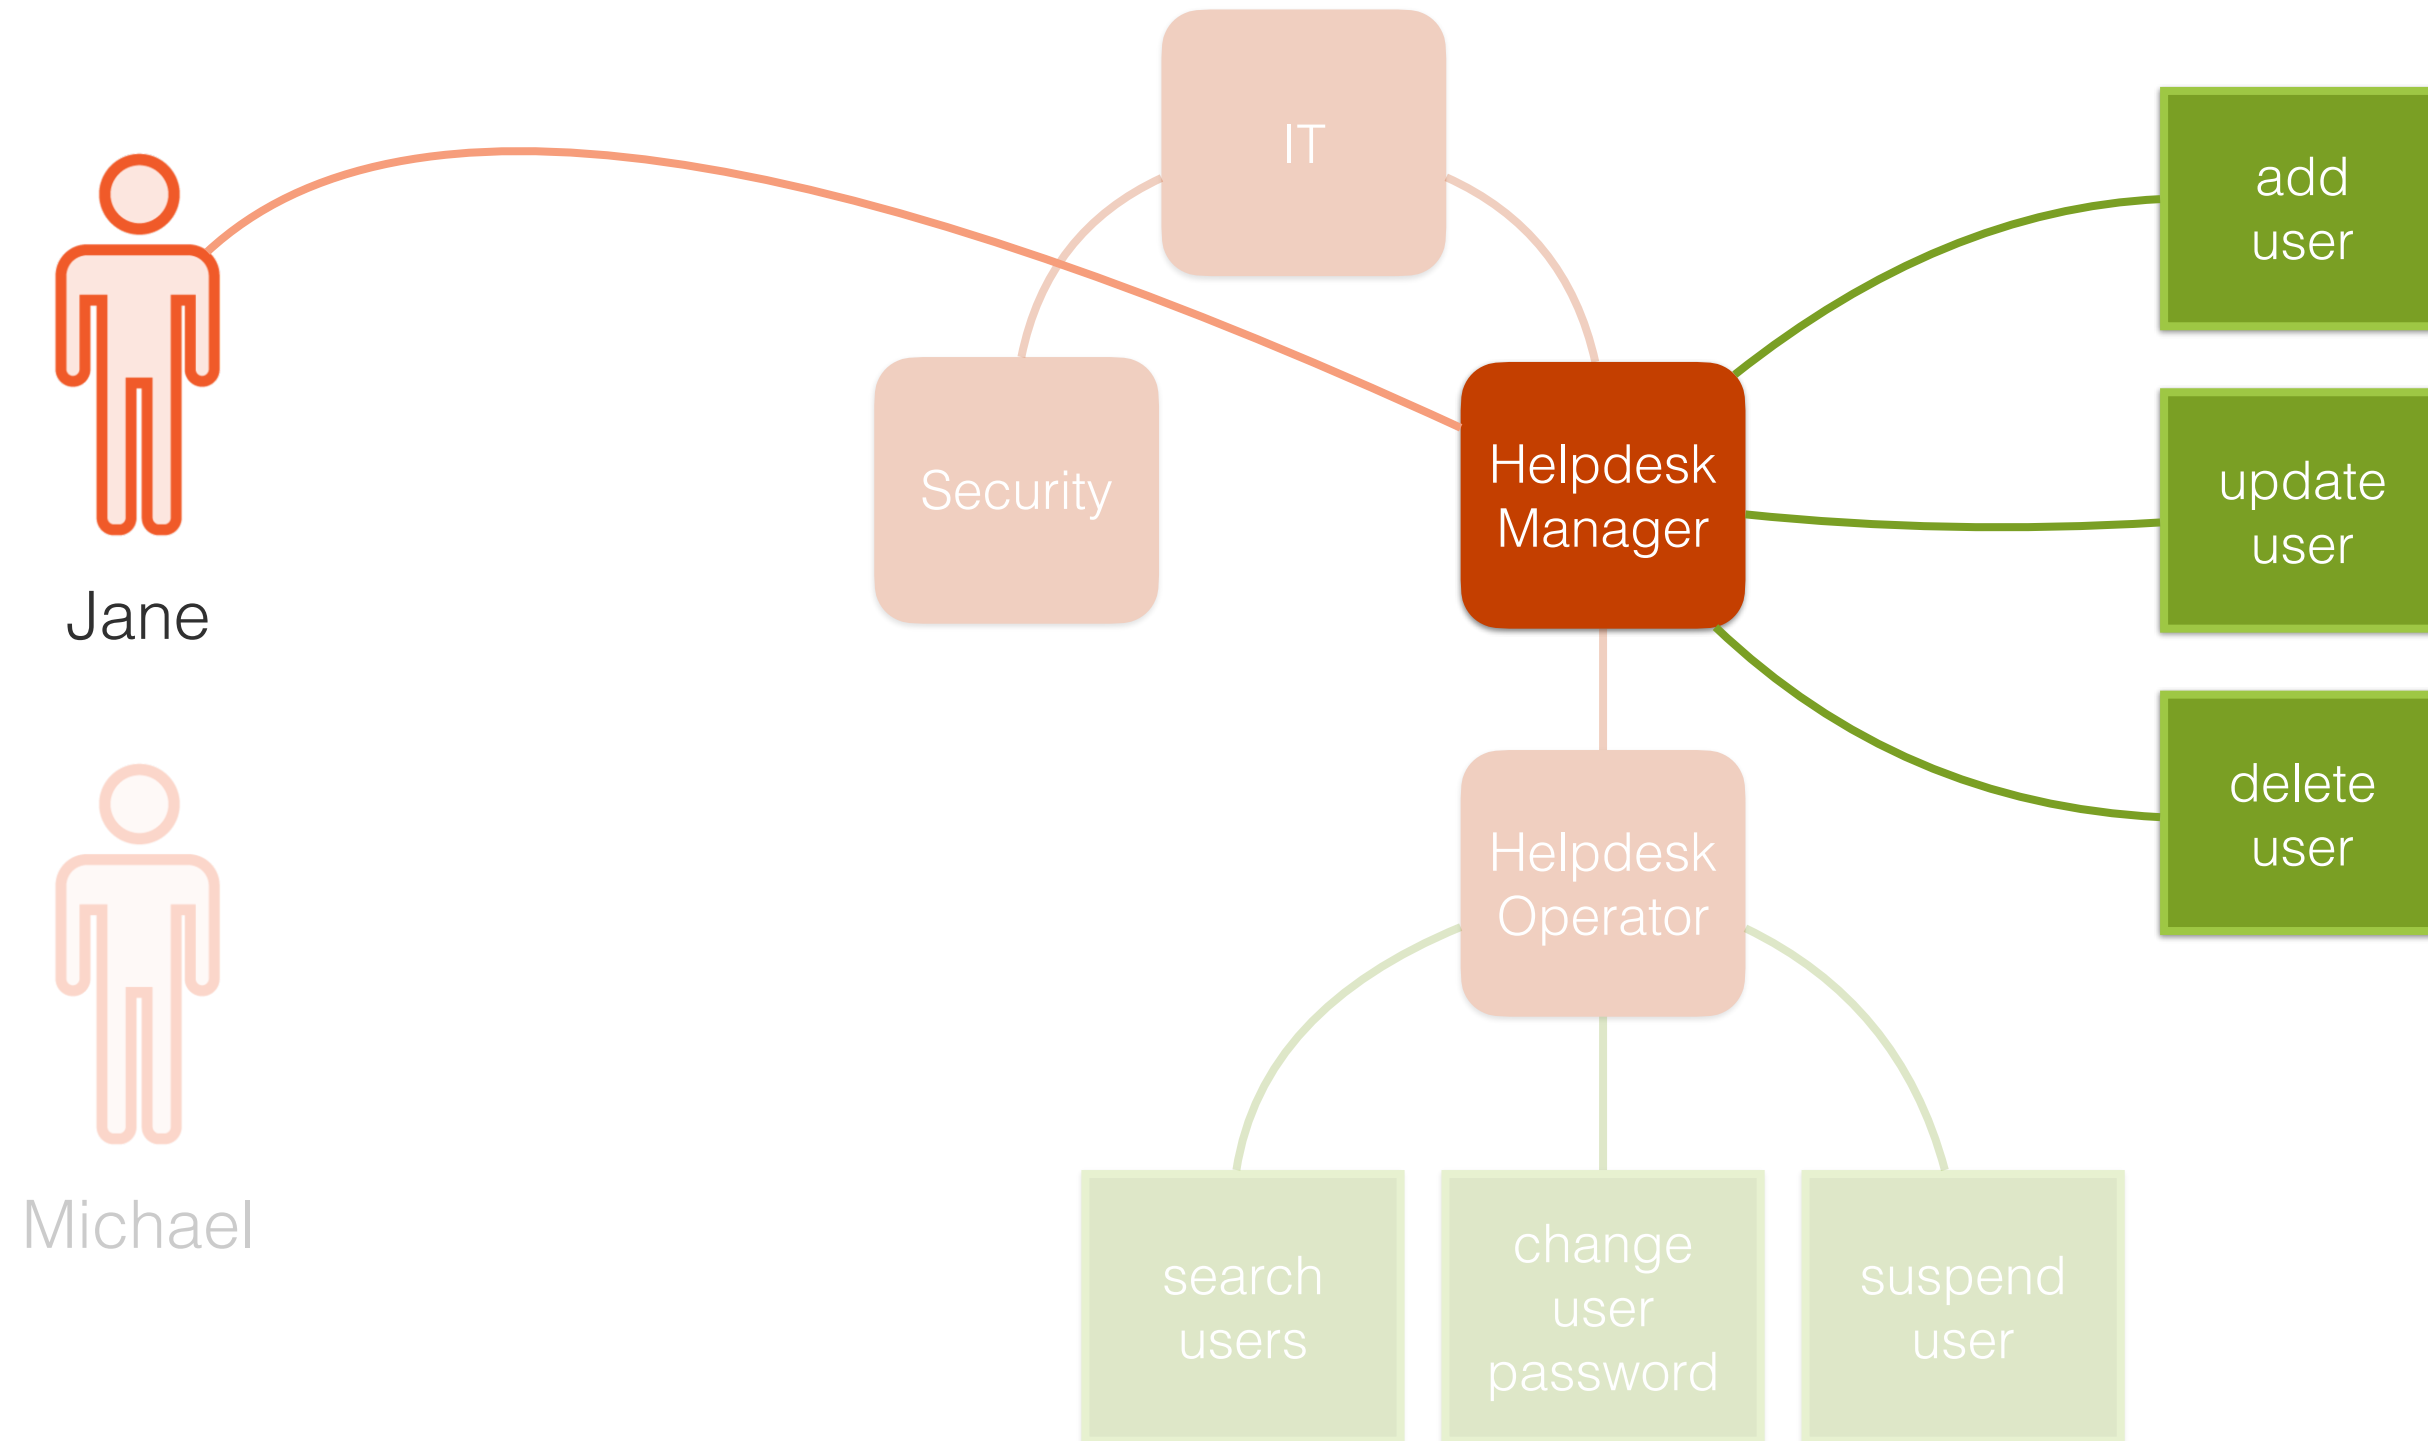 IT
add
user
Security
Helpdesk
Manager
update
user
Jane
Helpdesk
Operator
delete
user
Michael
search
users
change
user
password
suspend
user